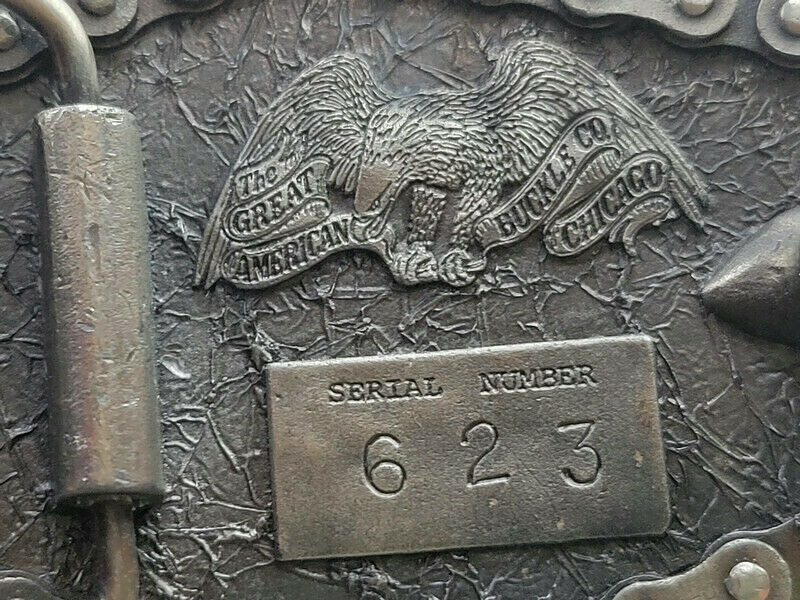 The
GREAT
AMERICAN
BUCKLE CO.
CHICAGO
SERIAL NUMBER
623